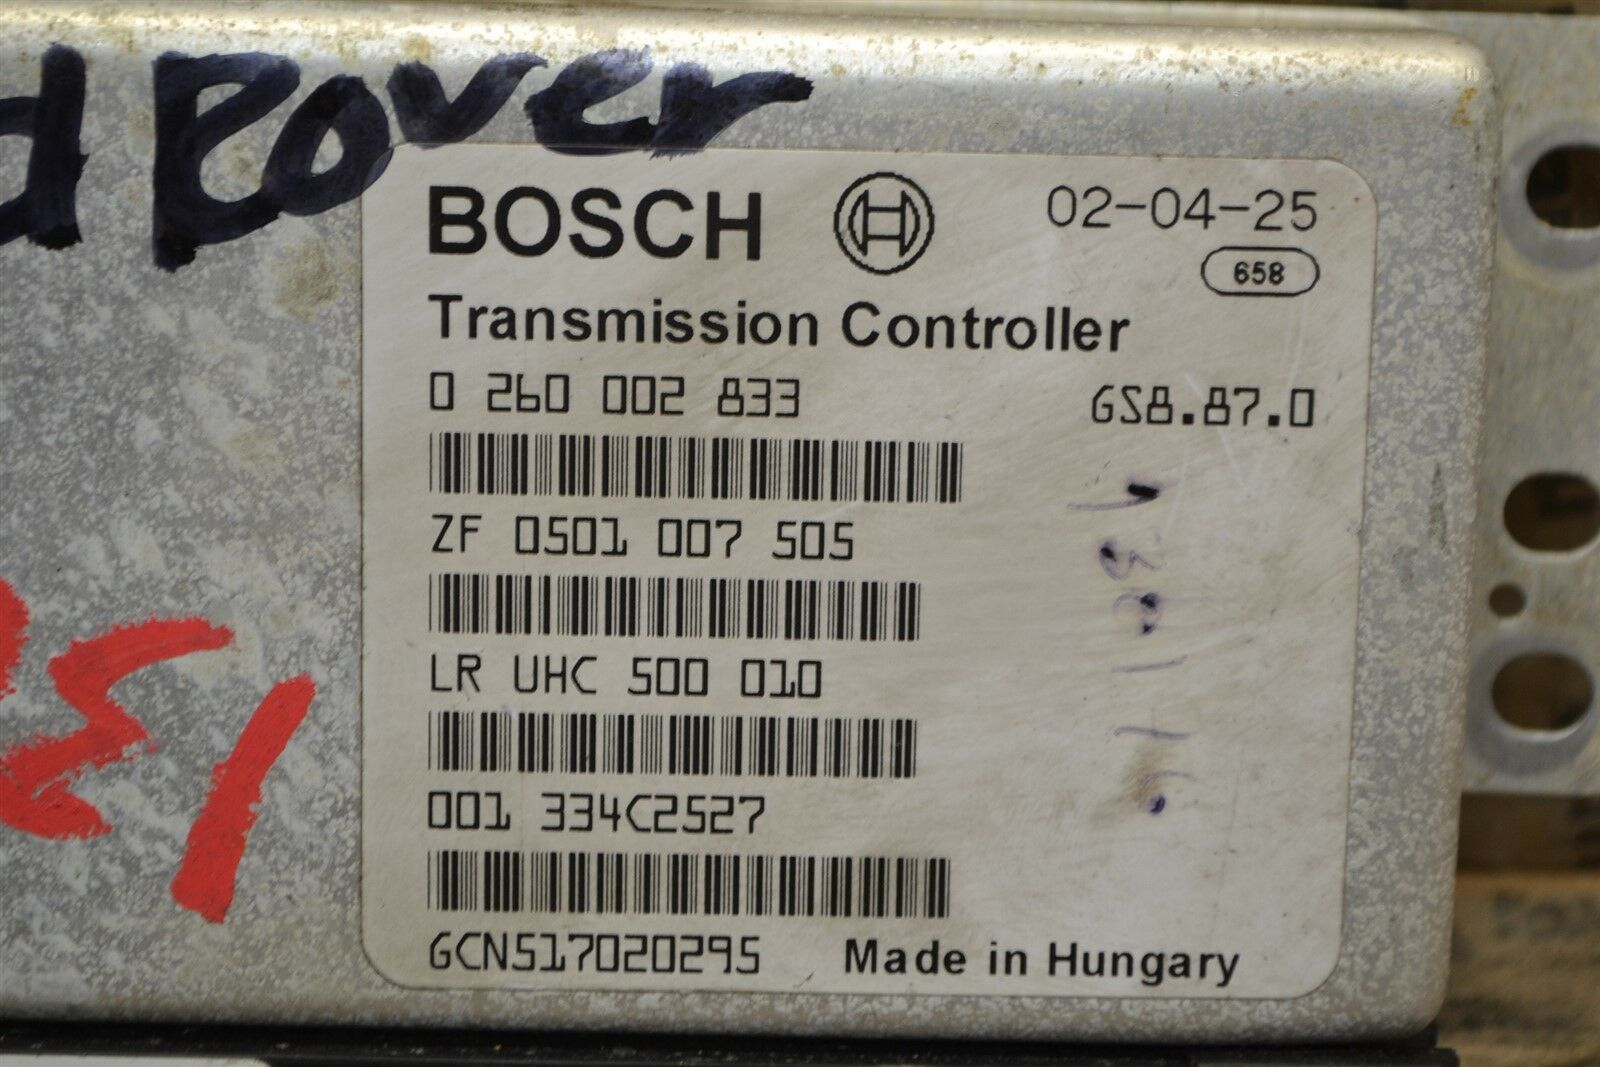 d Rover
BOSCH 02-04-25
658
Transmission Controller
0 260 002 833 GS8.87.0
ZF 0501 007 505
LR UHC 500 010
001 334C2527
GCN517020295 Made in Hungary